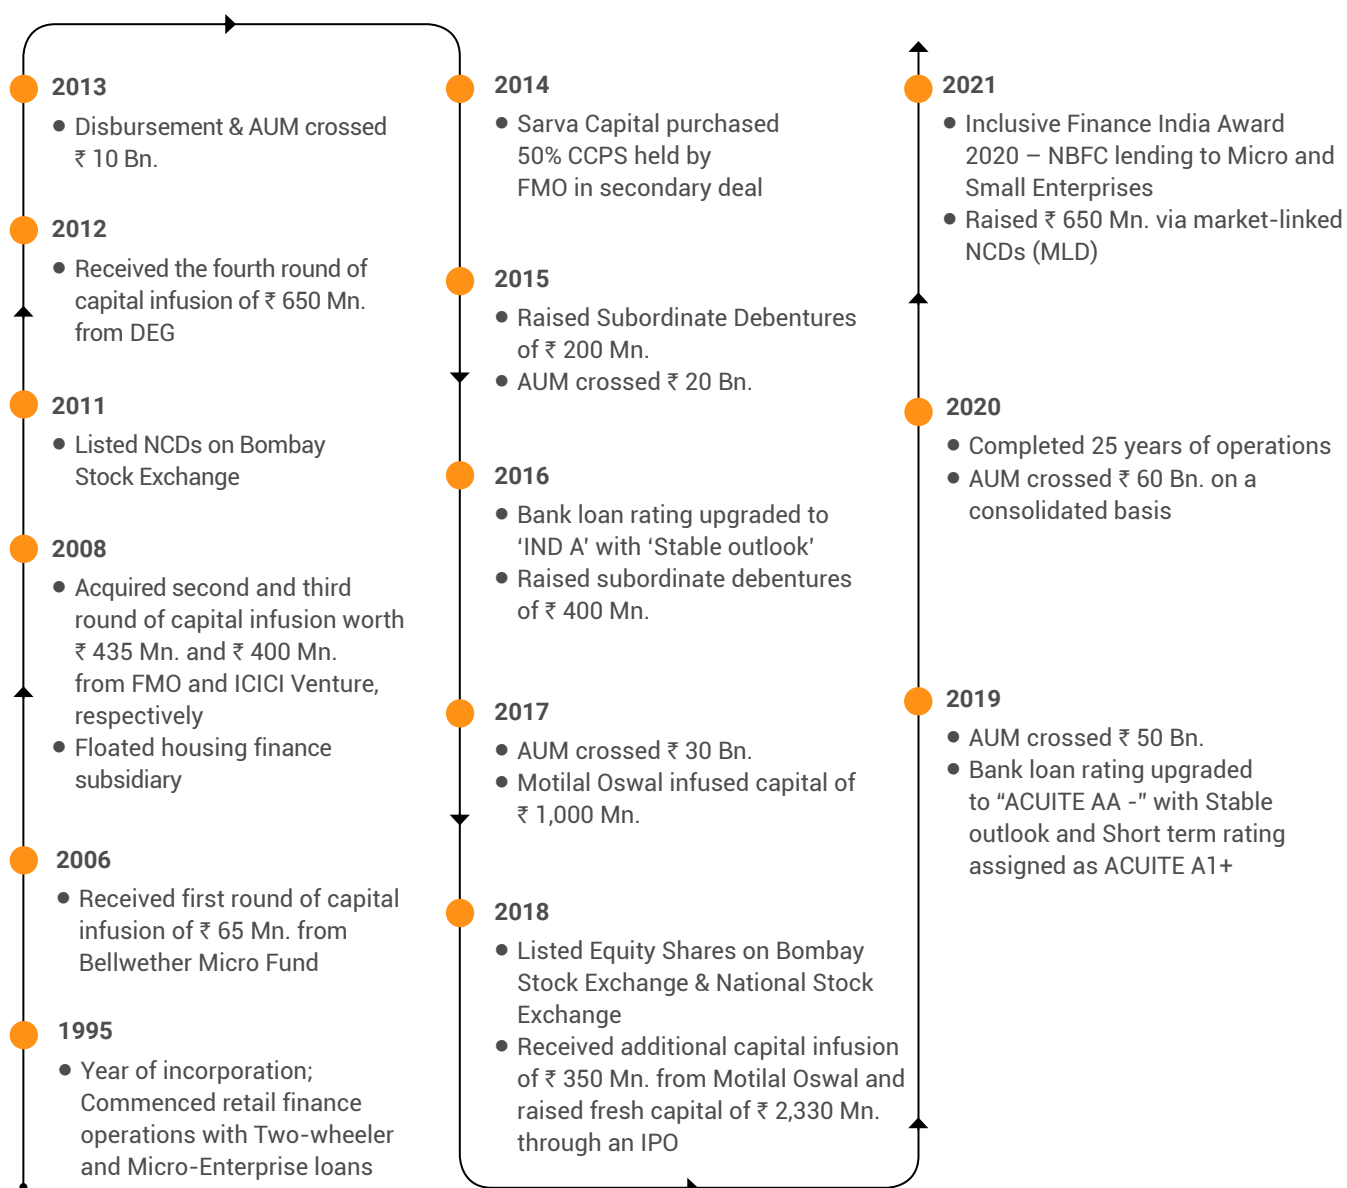 2013
● Disbursement & AUM crossed
₹ 10 Bn.
2012
● Received the fourth round of
capital infusion of ₹ 650 Mn.
from DEG
2011
● Listed NCDs on Bombay
Stock Exchange
2008
● Acquired second and third
round of capital infusion worth
₹ 435 Mn. and ₹ 400 Mn.
from FMO and ICICI Venture,
respectively
● Floated housing finance
subsidiary
2006
● Received first round of capital
infusion of ₹ 65 Mn. from
Bellwether Micro Fund
1995
● Year of incorporation;
Commenced retail finance
operations with Two-wheeler
and Micro-Enterprise loans
2014
● Sarva Capital purchased
50% CCPS held by
FMO in secondary deal
2015
● Raised Subordinate Debentures
of ₹ 200 Mn.
● AUM crossed ₹ 20 Bn.
2016
● Bank loan rating upgraded to
‘IND A’ with ‘Stable outlook’
● Raised subordinate debentures
of ₹ 400 Mn.
2017
● AUM crossed ₹ 30 Bn.
● Motilal Oswal infused capital of
₹ 1,000 Mn.
2018
● Listed Equity Shares on Bombay
Stock Exchange & National Stock
Exchange
● Received additional capital infusion
of ₹ 350 Mn. from Motilal Oswal and
raised fresh capital of ₹ 2,330 Mn.
through an IPO
2021
● Inclusive Finance India Award
2020 – NBFC lending to Micro and
Small Enterprises
● Raised ₹ 650 Mn. via market-linked
NCDs (MLD)
2020
● Completed 25 years of operations
● AUM crossed ₹ 60 Bn. on a
consolidated basis
2019
● AUM crossed ₹ 50 Bn.
● Bank loan rating upgraded
to “ACUITE AA -” with Stable
outlook and Short term rating
assigned as ACUITE A1+